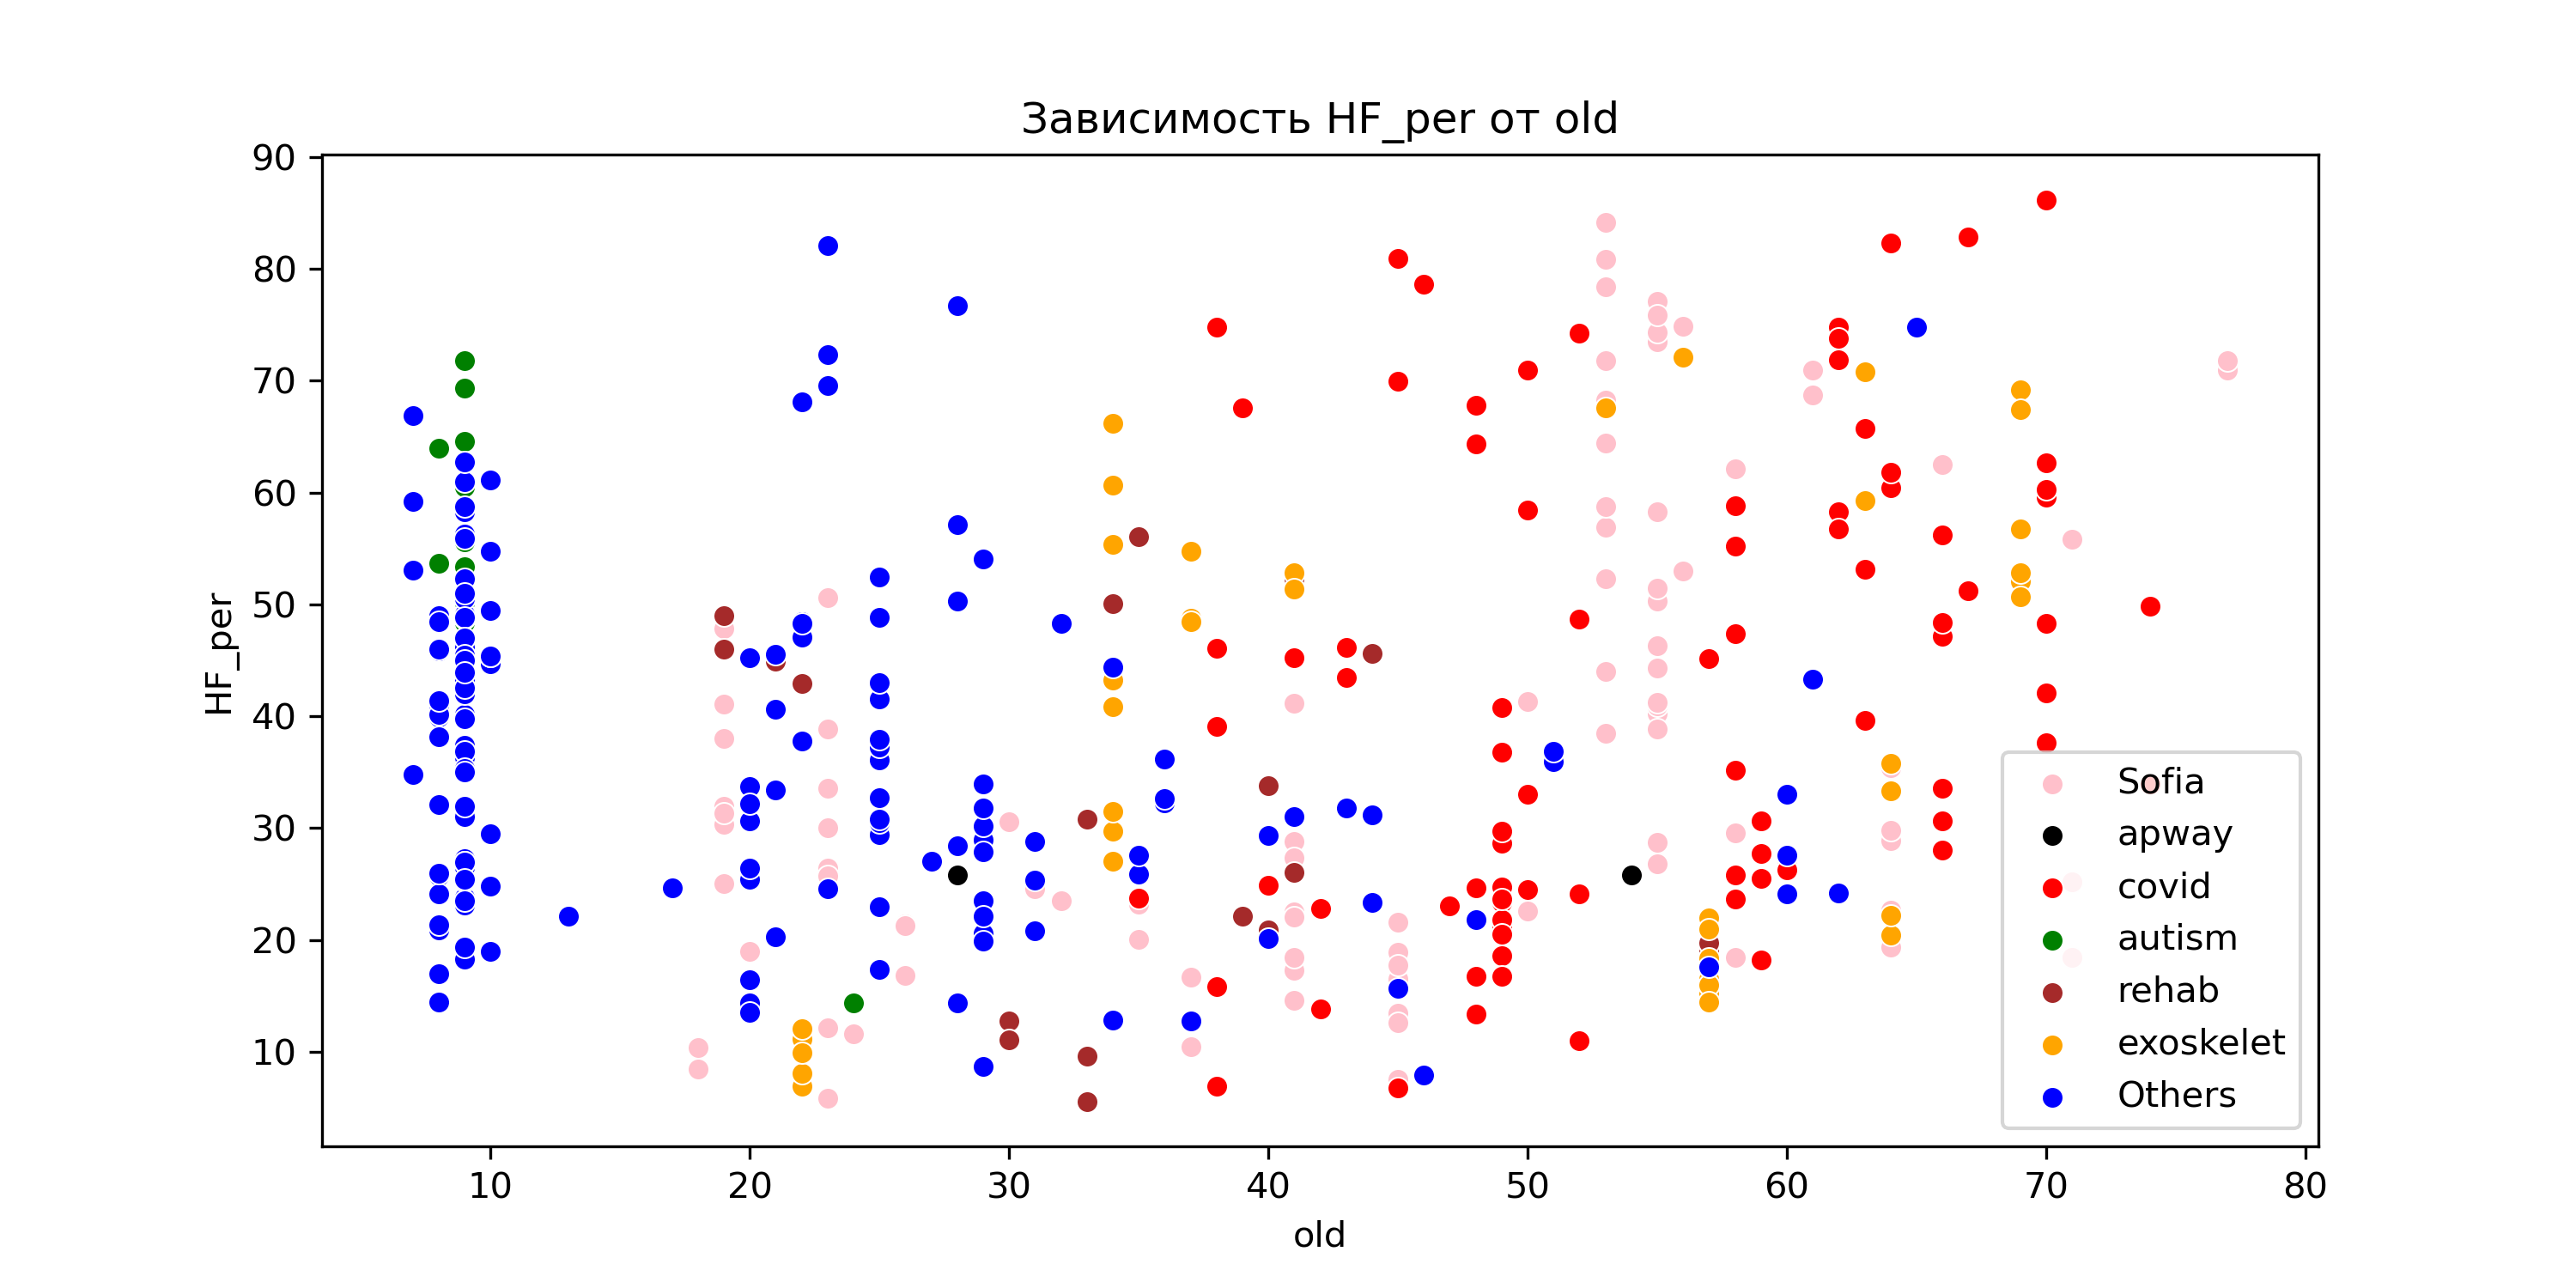 Зависимость HF_per от old
90
80
70
60
50
40
30
20
10
HF_per
10 20 30 40 50 60 70 80
old
Sofia
apway
covid
autism
rehab
exoskelet
Others